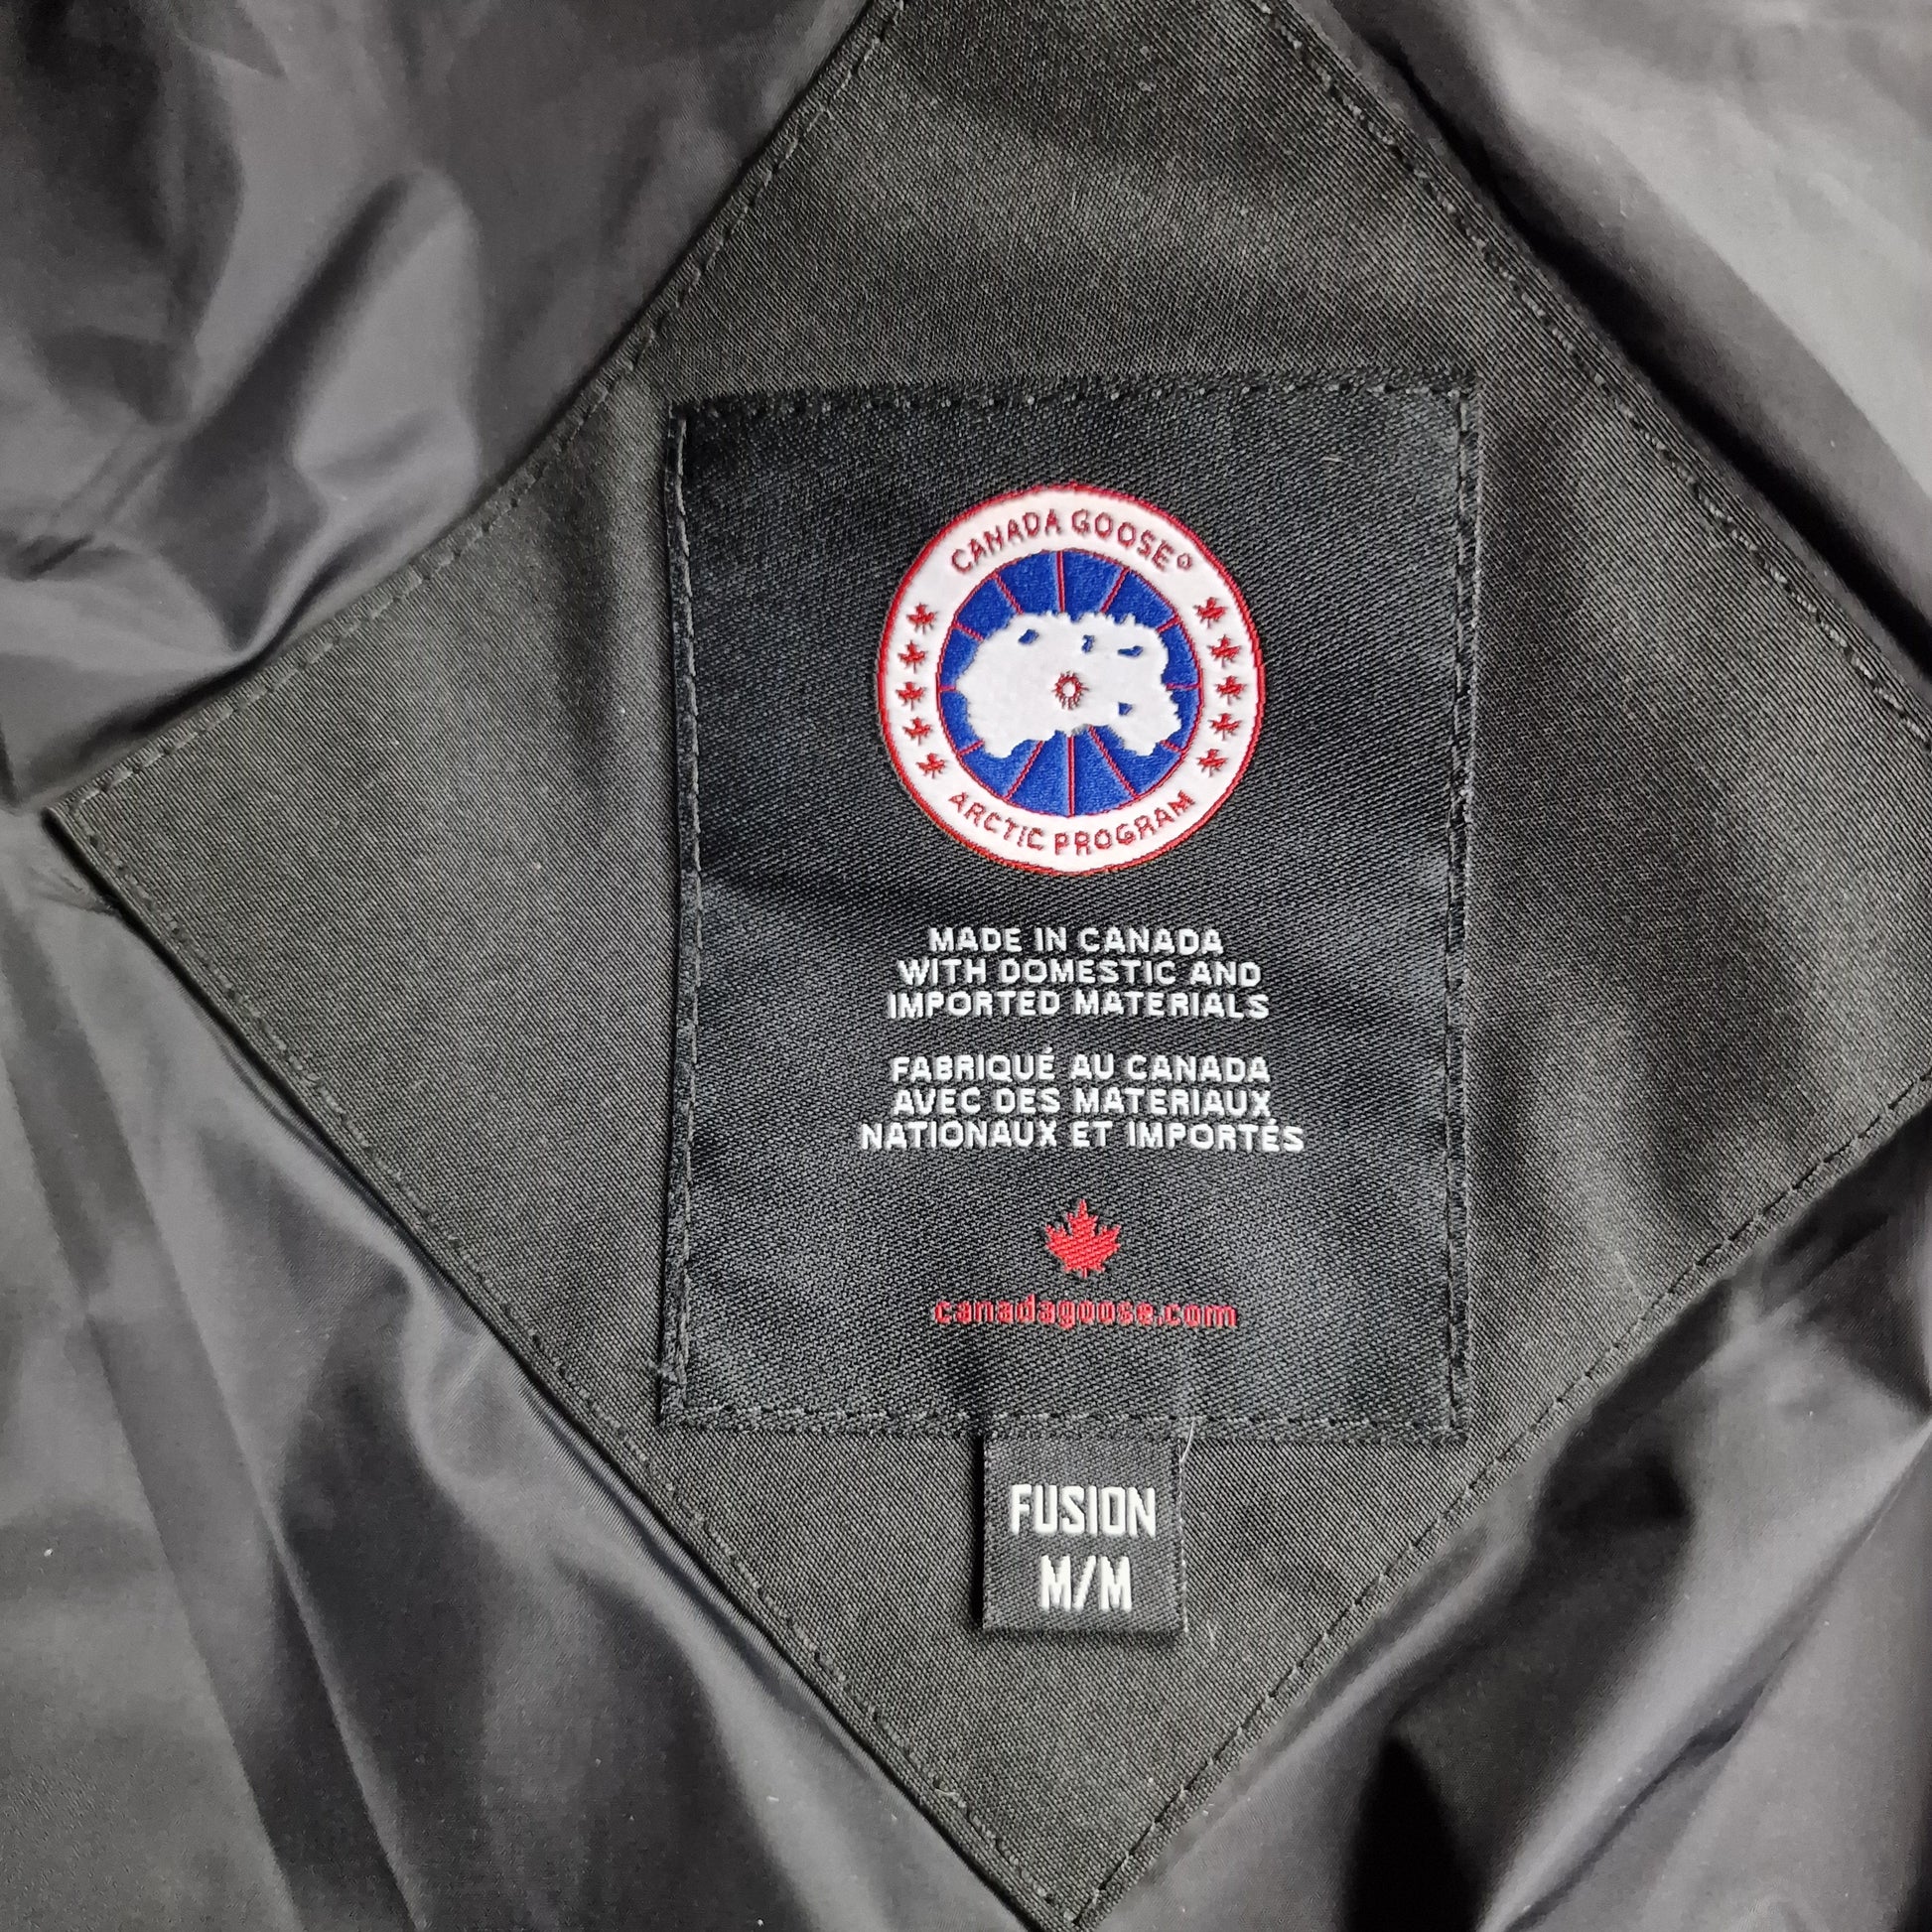 CANADA GOOSE®
ARCTIC PROGRAM
MADE IN CANADA
WITH DOMESTIC AND
IMPORTED MATERIALS
FABRIQUÉ AU CANADA
AVEC DES MATERIAUX
NATIONAUX ET IMPORTÉS
canadagoose.com
FUSION
M/M